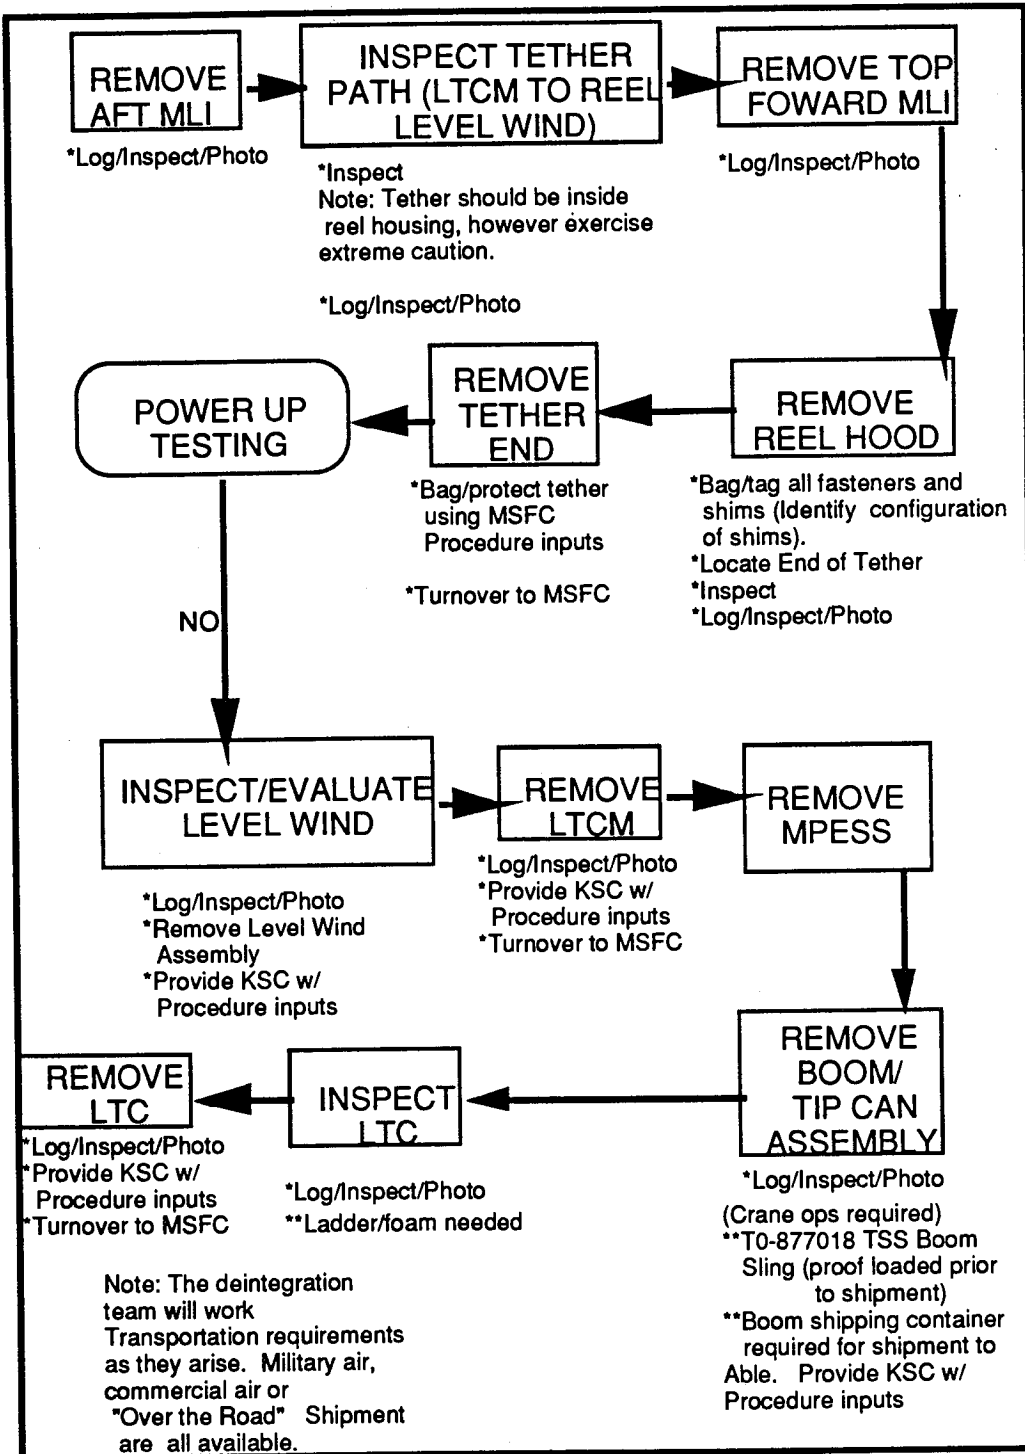 REMOVE
AFT MLI
*Log/Inspect/Photo
INSPECT TETHER
PATH (LTCM TO REEL
LEVEL WIND)
*Inspect
Note: Tether should be inside
reel housing, however exercise
extreme caution.
*Log/Inspect/Photo
REMOVE TOP
FOWARD MLI
*Log/Inspect/Photo
REMOVE
REEL HOOD
*Bag/tag all fasteners and
shims (Identify configuration
of shims).
*Locate End of Tether
*Inspect
*Log/Inspect/Photo
REMOVE
TETHER
END
*Bag/protect tether
using MSFC
Procedure inputs
*Turnover to MSFC
POWER UP
TESTING
NO
INSPECT/EVALUATE
LEVEL WIND
*Log/Inspect/Photo
*Remove Level Wind
Assembly
*Provide KSC w/
Procedure inputs
REMOVE
LTCM
*Log/Inspect/Photo
*Provide KSC w/
Procedure inputs
*Turnover to MSFC
REMOVE
MPESS
REMOVE
BOOM/
TIP CAN
ASSEMBLY
*Log/Inspect/Photo
(Crane ops required)
**T0-877018 TSS Boom
Sling (proof loaded prior
to shipment)
**Boom shipping container
required for shipment to
Able. Provide KSC w/
Procedure inputs
INSPECT
LTC
*Log/Inspect/Photo
**Ladder/foam needed
REMOVE
LTC
*Log/Inspect/Photo
*Provide KSC w/
Procedure inputs
*Turnover to MSFC
Note: The deintegration
team will work
Transportation requirements
as they arise. Military air,
commercial air or
"Over the Road" Shipment
are all available.